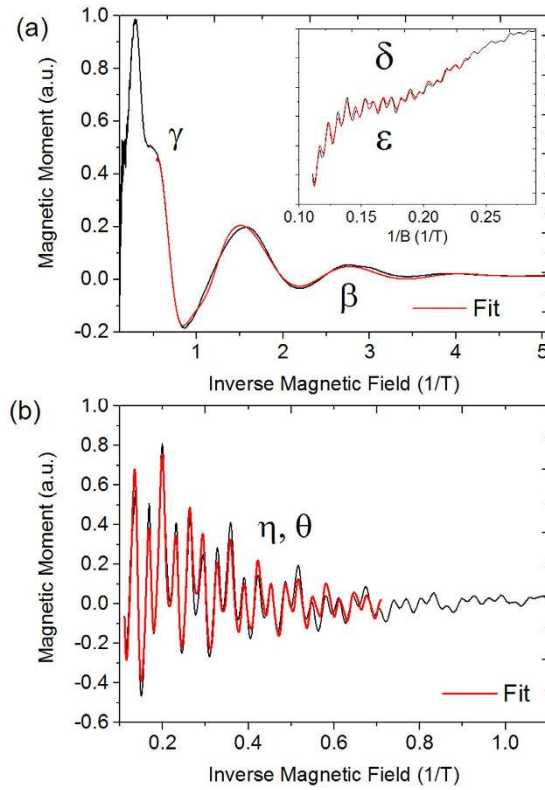 (a)
1.0
0.8
0.6
0.4
0.2
0.0
-0.2
Magnetic Moment (a.u.)
γ
β
Fit
δ
ε
0.10 0.15 0.20 0.25
1/B (1/T)
1 2 3 4 5
Inverse Magnetic Field (1/T)
(b)
1.0
0.8
0.6
0.4
0.2
0.0
-0.2
-0.4
-0.6
Magnetic Moment (a.u.)
η, θ
Fit
0.2 0.4 0.6 0.8 1.0
Inverse Magnetic Field (1/T)